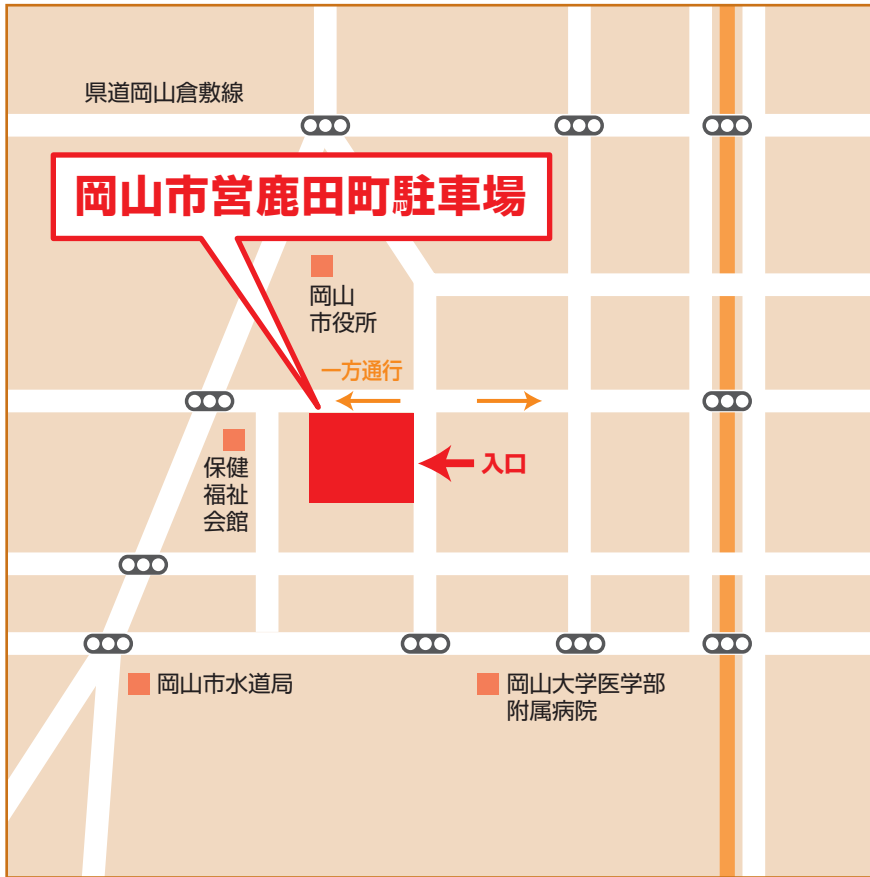 県道岡山倉敷線
岡山市営鹿田町駐車場
岡山
市役所
一方通行
入口
保健
福祉
会館
岡山市水道局
岡山大学医学部
附属病院